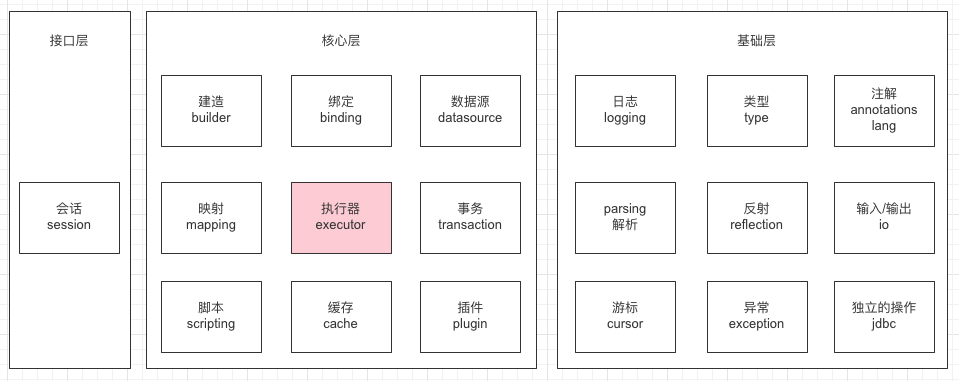 接口层
会话
session
核心层
建造
builder
绑定
binding
数据源
datasource
映射
mapping
执行器
executor
事务
transaction
脚本
scripting
缓存
cache
插件
plugin
基础层
日志
logging
类型
type
注解
annotations
lang
parsing
解析
反射
reflection
输入/输出
io
游标
cursor
异常
exception
独立的操作
jdbc